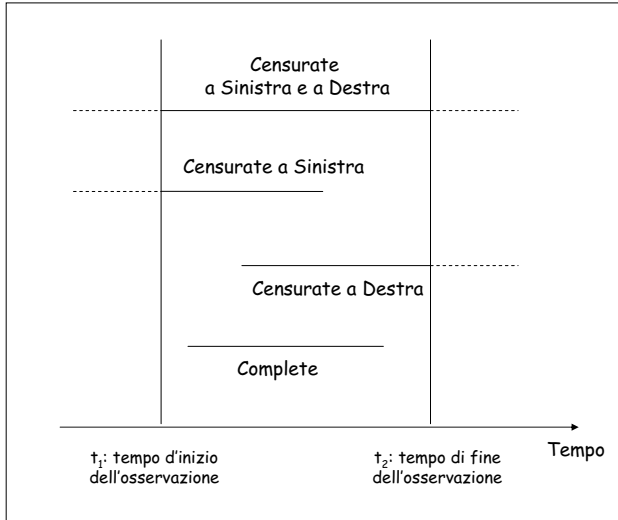 Censurate
a Sinistra e a Destra
Censurate a Sinistra
Censurate a Destra
Complete
Tempo
t₁: tempo d'inizio
dell'osservazione
t₂: tempo di fine
dell'osservazione